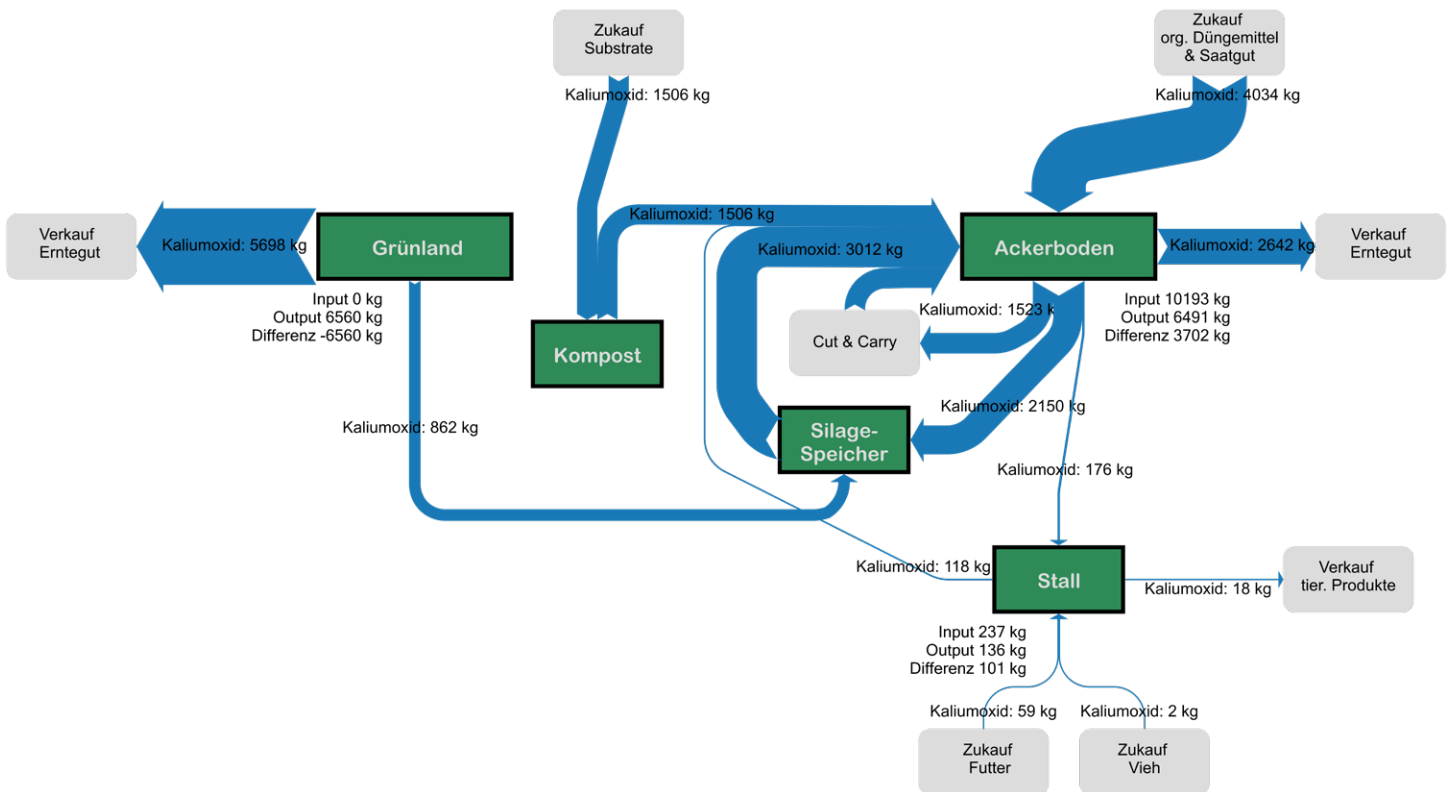 Zukauf
Substrate
Zukauf
org. Düngemittel
& Saatgut
Kaliumoxid: 1506 kg
Kaliumoxid: 4034 kg
Kaliumoxid: 1506 kg
Verkauf
Erntegut
Kaliumoxid: 5698 kg
Grünland
Kaliumoxid: 3012 kg
Ackerboden
Kaliumoxid: 2642 kg
Verkauf
Erntegut
Input 0 kg
Output 6560 kg
Differenz -6560 kg
Input 10193 kg
Output 6491 kg
Differenz 3702 kg
Kaliumoxid: 1523 k
Cut & Carry
Kompost
Kaliumoxid: 2150 kg
Kaliumoxid: 862 kg
Silage-
Speicher
Kaliumoxid: 176 kg
Kaliumoxid: 118 kg
Stall
Kaliumoxid: 18 kg
Verkauf
tier. Produkte
Input 237 kg
Output 136 kg
Differenz 101 kg
Kaliumoxid: 59 kg
Kaliumoxid: 2 kg
Zukauf
Futter
Zukauf
Vieh